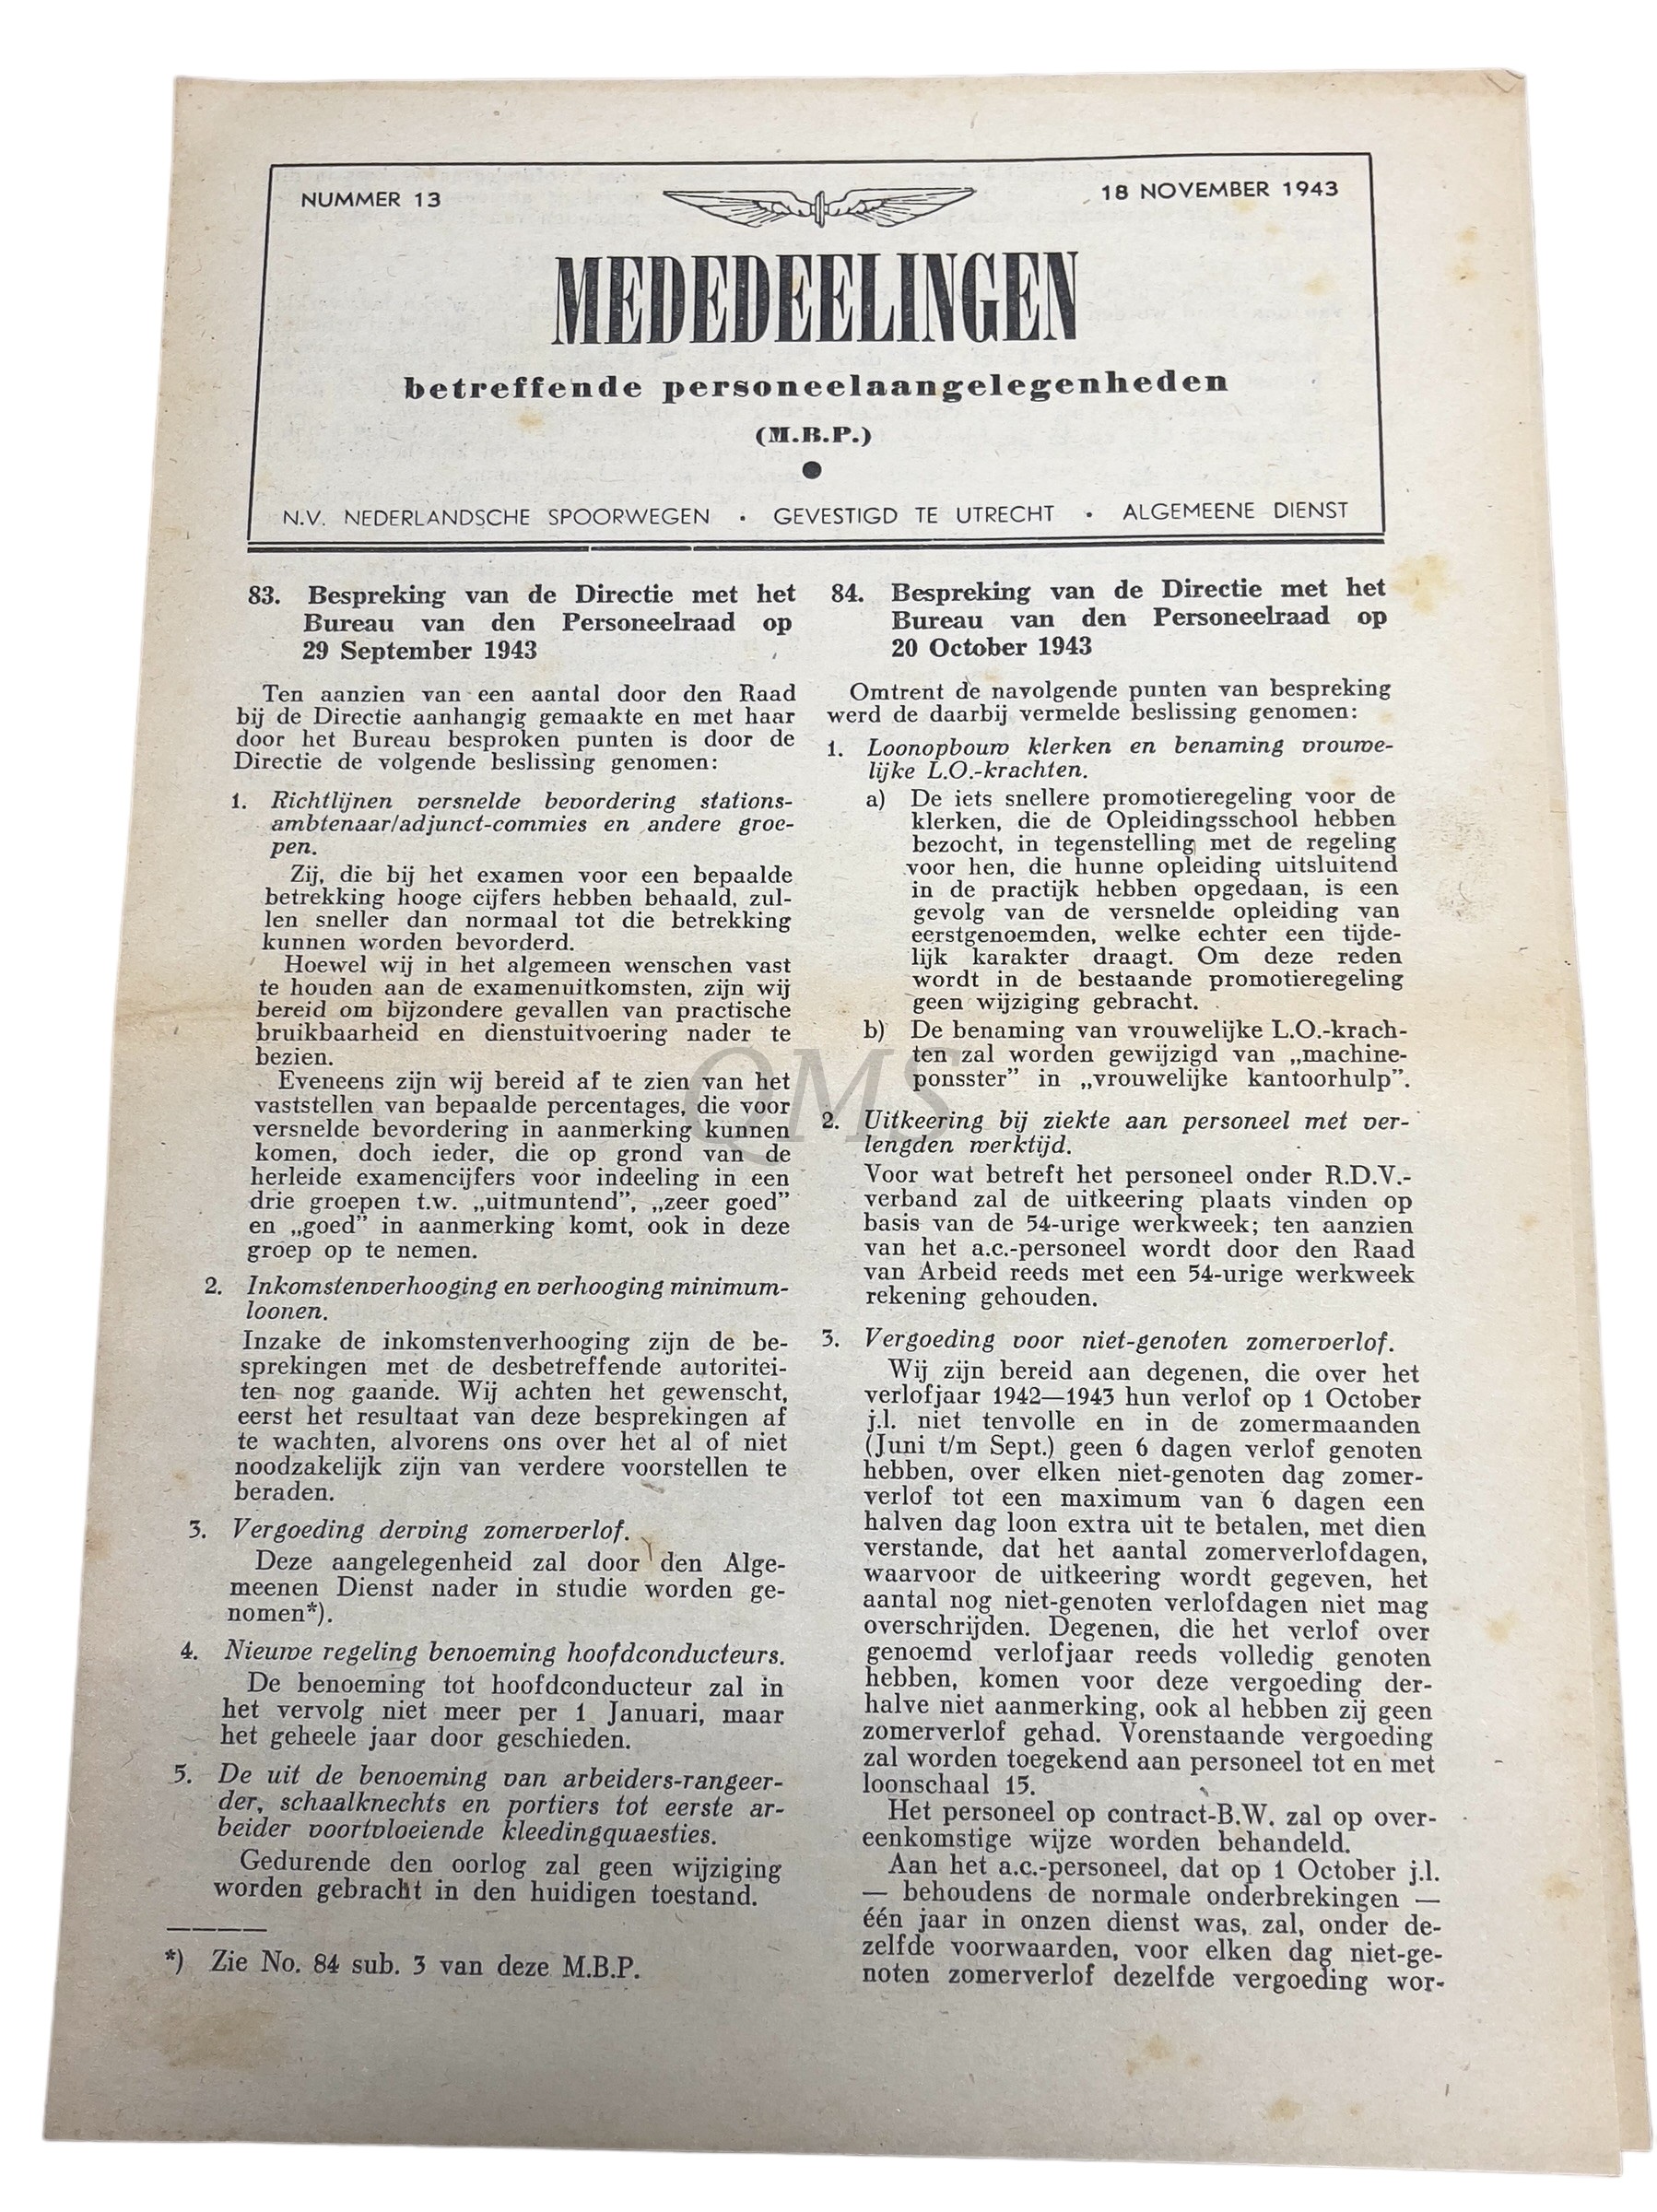 NUMMER 13
18 NOVEMBER 1943
MEDEDEELINGEN
betreffende personeelaangelegenheden
(M.B.P.)
N.V. NEDERLANDSCHE SPOORWEGEN • GEVESTIGD TE UTRECHT • ALGEMEENE DIENST
83. Bespreking van de Directie met het
Bureau van den Personeelraad op
29 September 1943
Ten aanzien van een aantal door den Raad
bij de Directie aanhangig gemaakte en met haar
door het Bureau besproken punten is door de
Directie de volgende beslissing genomen:
1. Richtlijnen versnelde bevordering stations-
ambtenaar/adjunct-commies en andere groe-
pen.
Zij, die bij het examen voor een bepaalde
betrekking hooge cijfers hebben behaald, zul-
len sneller dan normaal tot die betrekking
kunnen worden bevorderd.
Hoewel wij in het algemeen wenschen vast
te houden aan de examenuitkomsten, zijn wij
bereid om bijzondere gevallen van practische
bruikbaarheid en dienstuitvoering nader te
bezien.
Eveneens zijn wij bereid af te zien van het
vaststellen van bepaalde percentages, die voor
versnelde bevordering in aanmerking kunnen
komen, doch ieder, die op grond van de
herleide examencijfers voor indeeling in een
drie groepen t.w. „uitmuntend”, „zeer goed”
en „goed” in aanmerking komt, ook in deze
groep op te nemen.
2. Inkomstenverhooging en verhooging minimum-
loonen.
Inzake de inkomstenverhooging zijn de be-
sprekingen met de desbetreffende autoritei-
ten nog gaande. Wij achten het gewenscht,
eerst het resultaat van deze besprekingen af
te wachten, alvorens ons over het al of niet
noodzakelijk zijn van verdere voorstellen te
beraden.
3. Vergoeding derving zomerverlof.
Deze aangelegenheid zal door den Alge-
meenen Dienst nader in studie worden ge-
nomen*).
4. Nieuwe regeling benoeming hoofdconducteurs.
De benoeming tot hoofdconducteur zal in
het vervolg niet meer per 1 Januari, maar
het geheele jaar door geschieden.
5. De uit de benoeming van arbeiders-rangeer-
der, schaalknechts en portiers tot eerste ar-
beider voortvloeiende kleedingquaesties.
Gedurende den oorlog zal geen wijziging
worden gebracht in den huidigen toestand.
*) Zie No. 84 sub. 3 van deze M.B.P.
84. Bespreking van de Directie met het
Bureau van den Personeelraad op
20 October 1943
Omtrent de navolgende punten van bespreking
werd de daarbij vermelde beslissing genomen:
1. Loonopbouw klerken en benaming vrouwe-
lijke L.O.-krachten.
a) De iets snellere promotieregeling voor de
klerken, die de Opleidingsschool hebben
bezocht, in tegenstelling met de regeling
voor hen, die hunne opleiding uitsluitend
in de practijk hebben opgedaan, is een
gevolg van de versnelde opleiding van
eerstgenoemden, welke echter een tijde-
lijk karakter draagt. Om deze reden
wordt in de bestaande promotieregeling
geen wijziging gebracht.
b) De benaming van vrouwelijke L.O.-krach-
ten zal worden gewijzigd van „machine-
ponsster” in „vrouwelijke kantoorhulp”.
2. Uitkeering bij ziekte aan personeel met ver-
lengden werktijd.
Voor wat betreft het personeel onder R.D.V.-
verband zal de uitkeering plaats vinden op
basis van de 54-urige werkweek; ten aanzien
van het a.c.-personeel wordt door den Raad
van Arbeid reeds met een 54-urige werkweek
rekening gehouden.
3. Vergoeding voor niet-genoten zomerverlof.
Wij zijn bereid aan degenen, die over het
verlofjaar 1942—1943 hun verlof op 1 October
j.l. niet tenvolle en in de zomermaanden
(Juni t/m Sept.) geen 6 dagen verlof genoten
hebben, over elken niet-genoten dag zomer-
verlof tot een maximum van 6 dagen een
halven dag loon extra uit te betalen, met dien
verstande, dat het aantal zomerverlofdagen,
waarvoor de uitkeering wordt gegeven, het
aantal nog niet-genoten verlofdagen niet mag
overschrijden. Degenen, die het verlof over
genoemd verlofjaar reeds volledig genoten
hebben, komen voor deze vergoeding der-
halve niet aanmerking, ook al hebben zij geen
zomerverlof gehad. Vorenstaande vergoeding
zal worden toegekend aan personeel tot en met
loonschaal 15.
Het personeel op contract-B.W. zal op over-
eenkomstige wijze worden behandeld.
Aan het a.c.-personeel, dat op 1 October j.l.
— behoudens de normale onderbrekingen —
één jaar in onzen dienst was, zal, onder de-
zelfde voorwaarden, voor elken dag niet-ge-
noten zomerverlof dezelfde vergoeding wor-
QMS